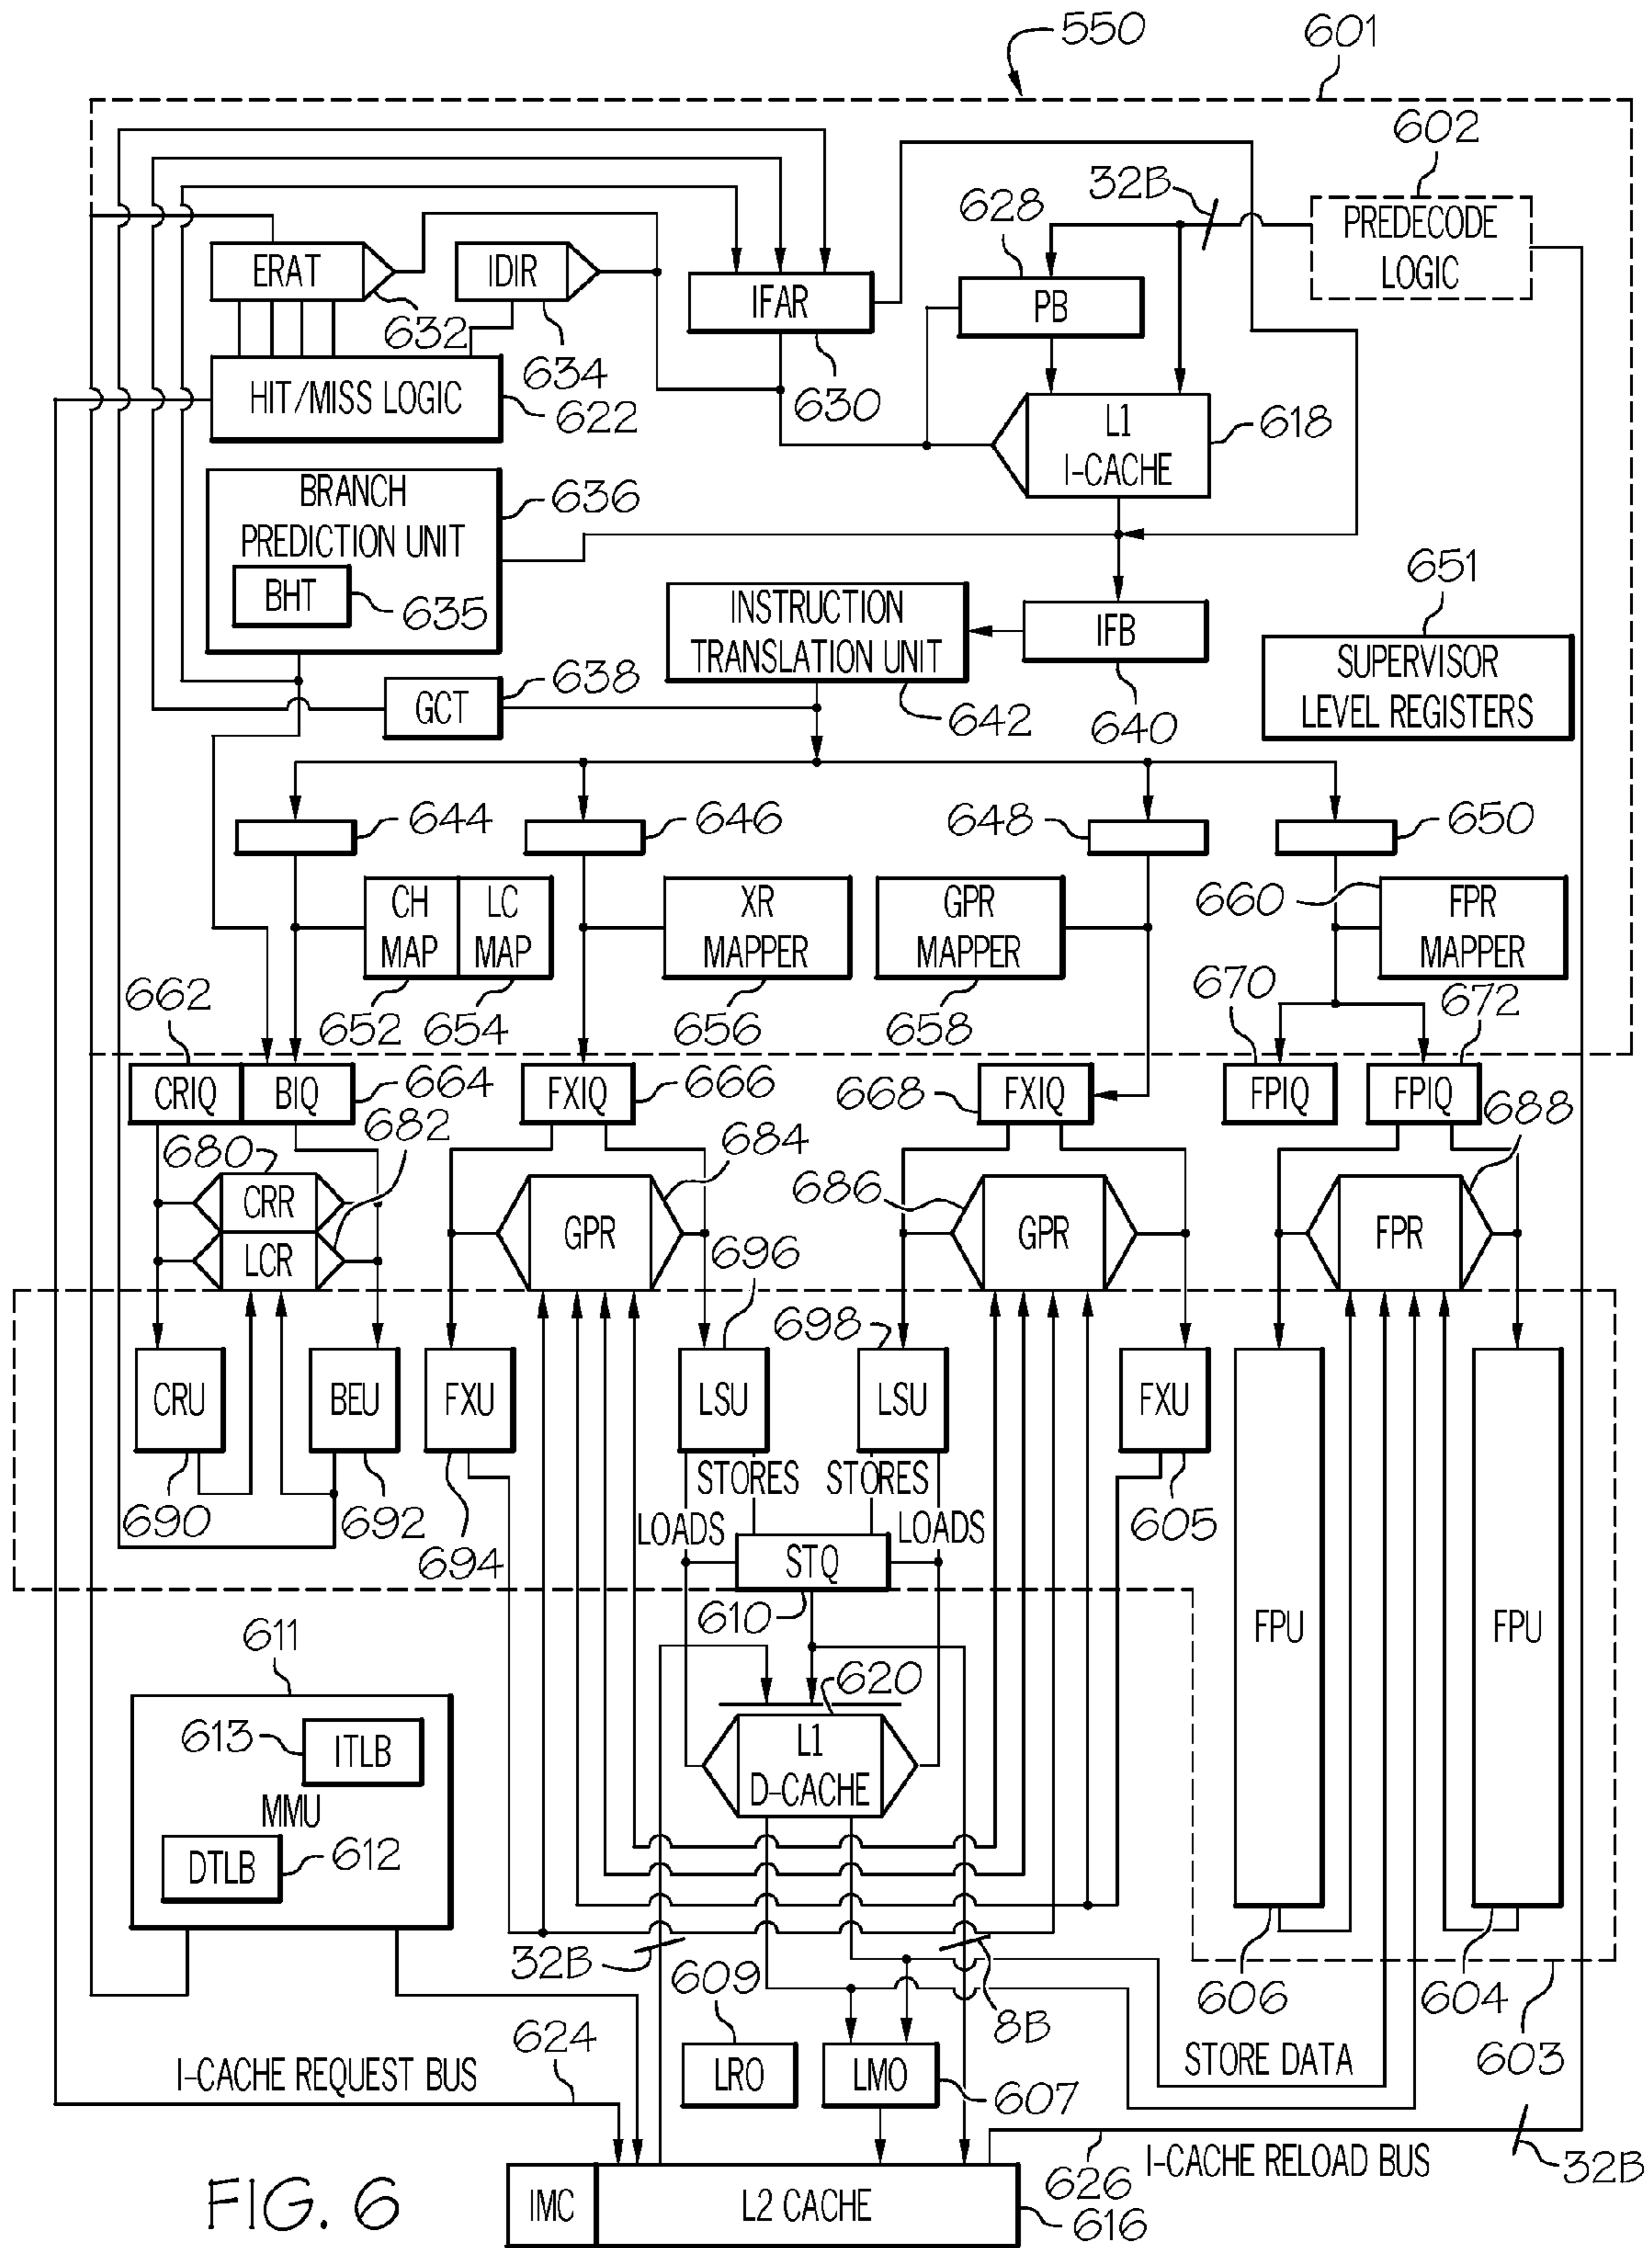 550
601
602
32B
628
PREDECODE
LOGIC
ERAT
IDIR
IFAR
PB
632
634
630
HIT/MISS LOGIC
622
L1
I-CACHE
618
BRANCH
PREDICTION UNIT
636
BHT
635
INSTRUCTION
TRANSLATION UNIT
IFB
651
SUPERVISOR
LEVEL REGISTERS
638
GCT
642
640
644
646
648
650
CH
MAP
LC
MAP
XR
MAPPER
GPR
MAPPER
660
FPR
MAPPER
662
652
654
656
658
670
672
CRIQ
BIQ
664
FXIQ
666
668
FXIQ
FPIQ
FPIQ
688
682
680
684
CRR
LCR
GPR
686
GPR
FPR
696
698
CRU
BEU
FXU
LSU
LSU
FXU
STORES
STORES
690
692
694
LOADS
LOADS
605
STQ
610
FPU
FPU
611
620
613
ITLB
MMU
L1
D-CACHE
DTLB
612
32B
609
8B
606
604
603
STORE DATA
624
I-CACHE REQUEST BUS
LRO
LMO
607
I-CACHE RELOAD BUS
626
32B
IMC
L2 CACHE
616
FIG. 6